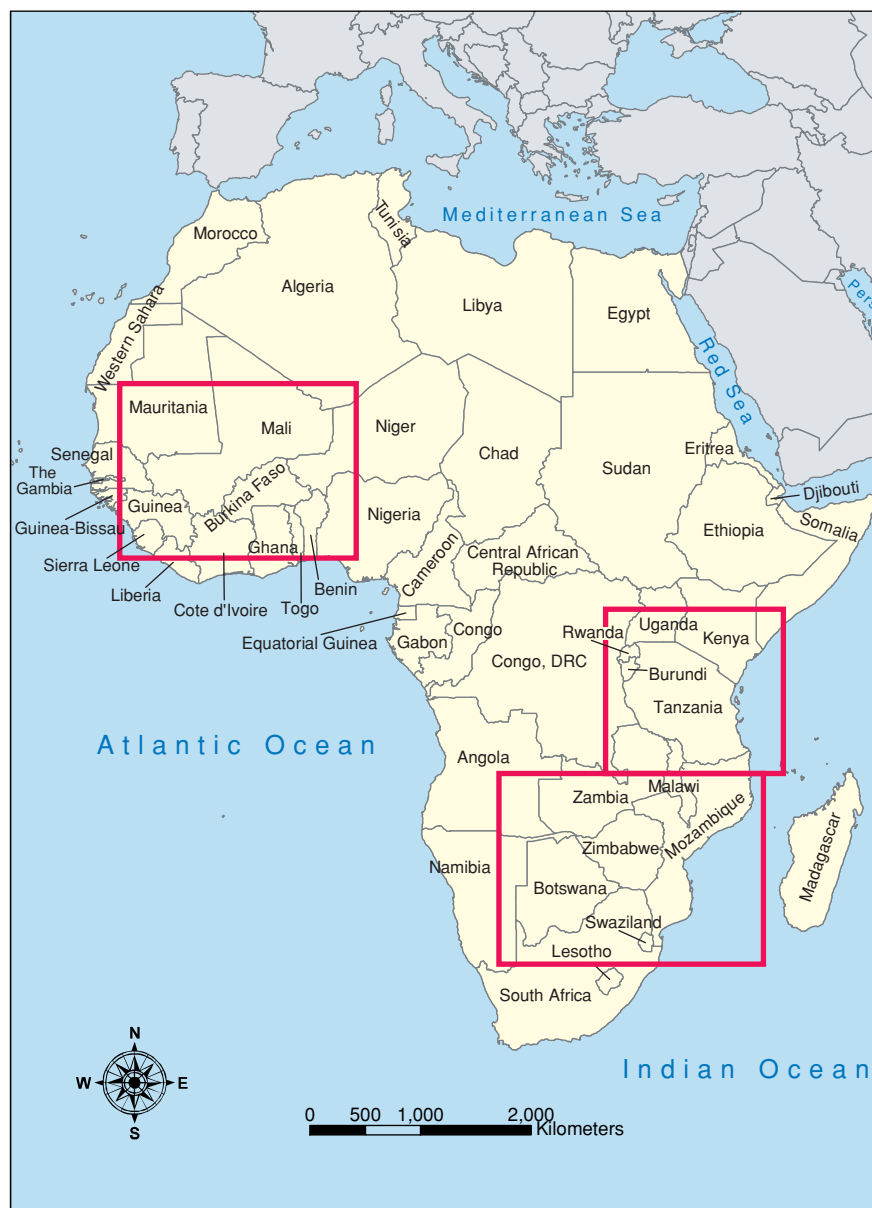 Mediterranean Sea
Tunisia
Morocco
Algeria
Libya
Egypt
Pers
Western Sahara
Red Sea
Mauritania
Mali
Niger
Chad
Sudan
Eritrea
Senegal
The
Gambia
Djibouti
Guinea
Burkina Faso
Nigeria
Somalia
Guinea-Bissau
Ethiopia
Ghana
Cameroon
Central African
Republic
Sierra Leone
Liberia
Benin
Cote d'Ivoire
Togo
Equatorial Guinea
Gabon
Congo
Rwanda
Uganda
Kenya
Congo, DRC
Burundi
Tanzania
Atlantic Ocean
Angola
Zambia
Malawi
Mozambique
Madagascar
Zimbabwe
Namibia
Botswana
Swaziland
Lesotho
South Africa
N
W
E
S
Indian Ocean
0 500 1,000 2,000
Kilometers